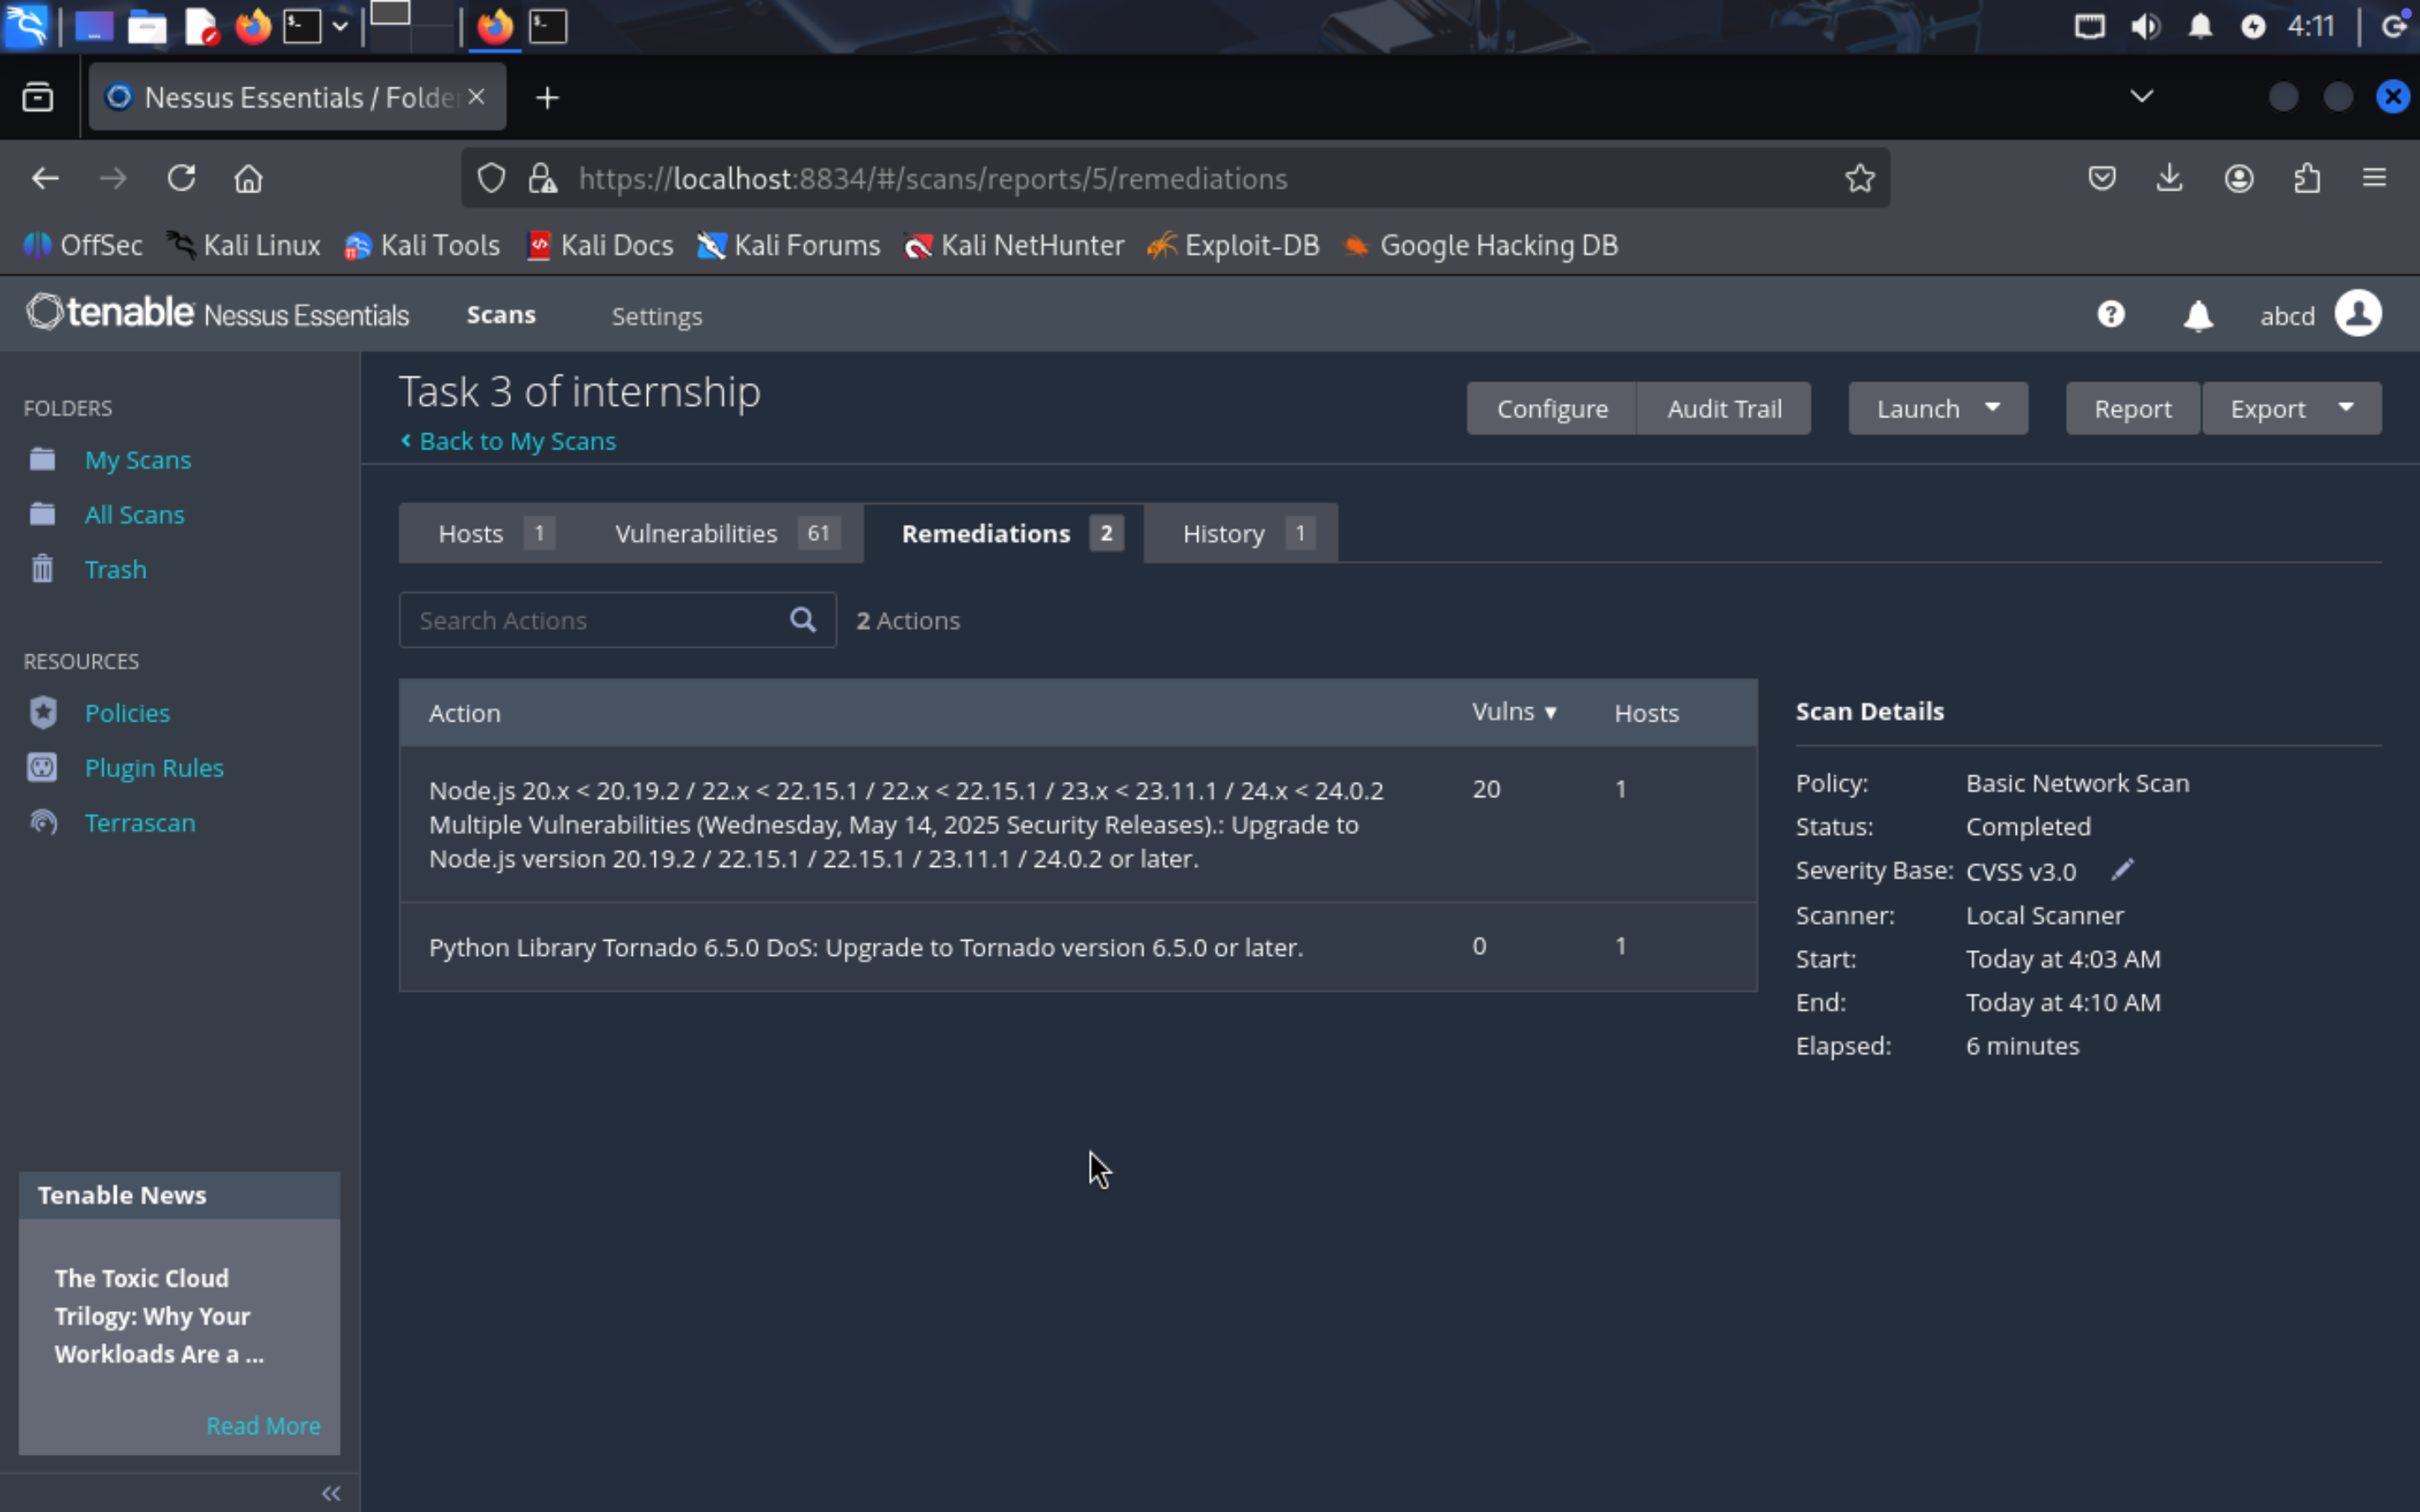 4:11
Nessus Essentials / Folde
https://localhost:8834/#/scans/reports/5/remediations
OffSec Kali Linux Kali Tools Kali Docs Kali Forums Kali NetHunter Exploit-DB Google Hacking DB
tenable Nessus Essentials Scans Settings abcd
FOLDERS
My Scans
All Scans
Trash
RESOURCES
Policies
Plugin Rules
Terrascan
Tenable News
The Toxic Cloud
Trilogy: Why Your
Workloads Are a ...
Read More
Task 3 of internship
Back to My Scans
Configure Audit Trail Launch Report Export
Hosts 1 Vulnerabilities 61 Remediations 2 History 1
Search Actions 2 Actions
Action Vulns ▼ Hosts
Node.js 20.x < 20.19.2 / 22.x < 22.15.1 / 22.x < 22.15.1 / 23.x < 23.11.1 / 24.x < 24.0.2 20 1
Multiple Vulnerabilities (Wednesday, May 14, 2025 Security Releases).: Upgrade to
Node.js version 20.19.2 / 22.15.1 / 22.15.1 / 23.11.1 / 24.0.2 or later.
Python Library Tornado 6.5.0 DoS: Upgrade to Tornado version 6.5.0 or later. 0 1
Scan Details
Policy: Basic Network Scan
Status: Completed
Severity Base: CVSS v3.0
Scanner: Local Scanner
Start: Today at 4:03 AM
End: Today at 4:10 AM
Elapsed: 6 minutes